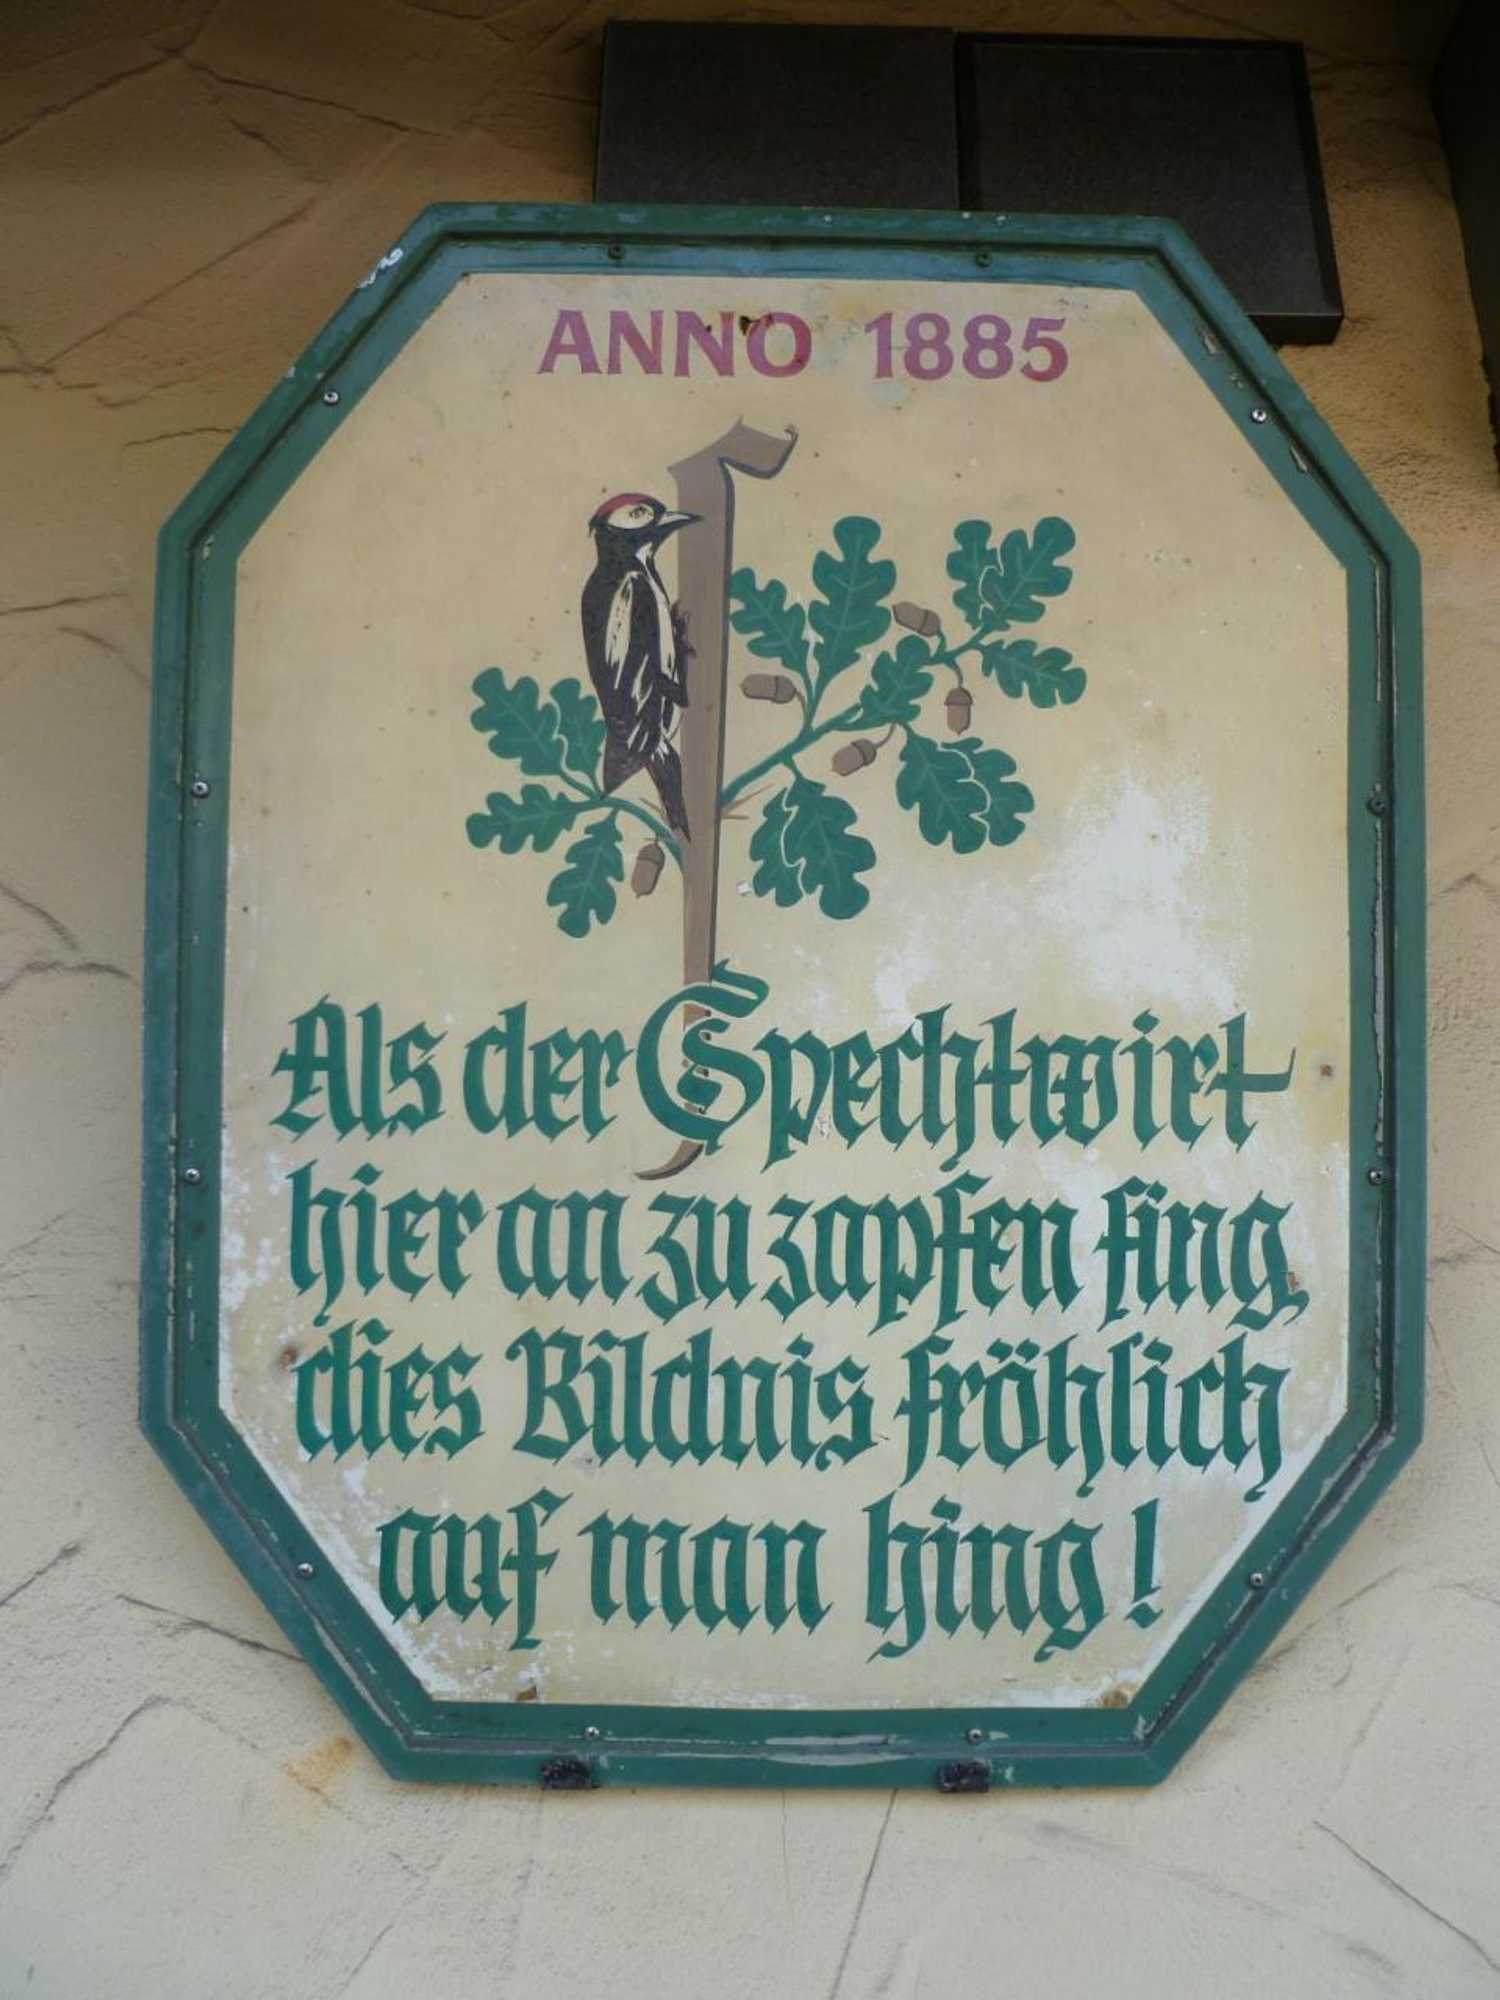 ANNO 1885
Als der Spechtwirt
hier an zu zapfen fing,
dies Bildnis fröhlich
auf man hing!